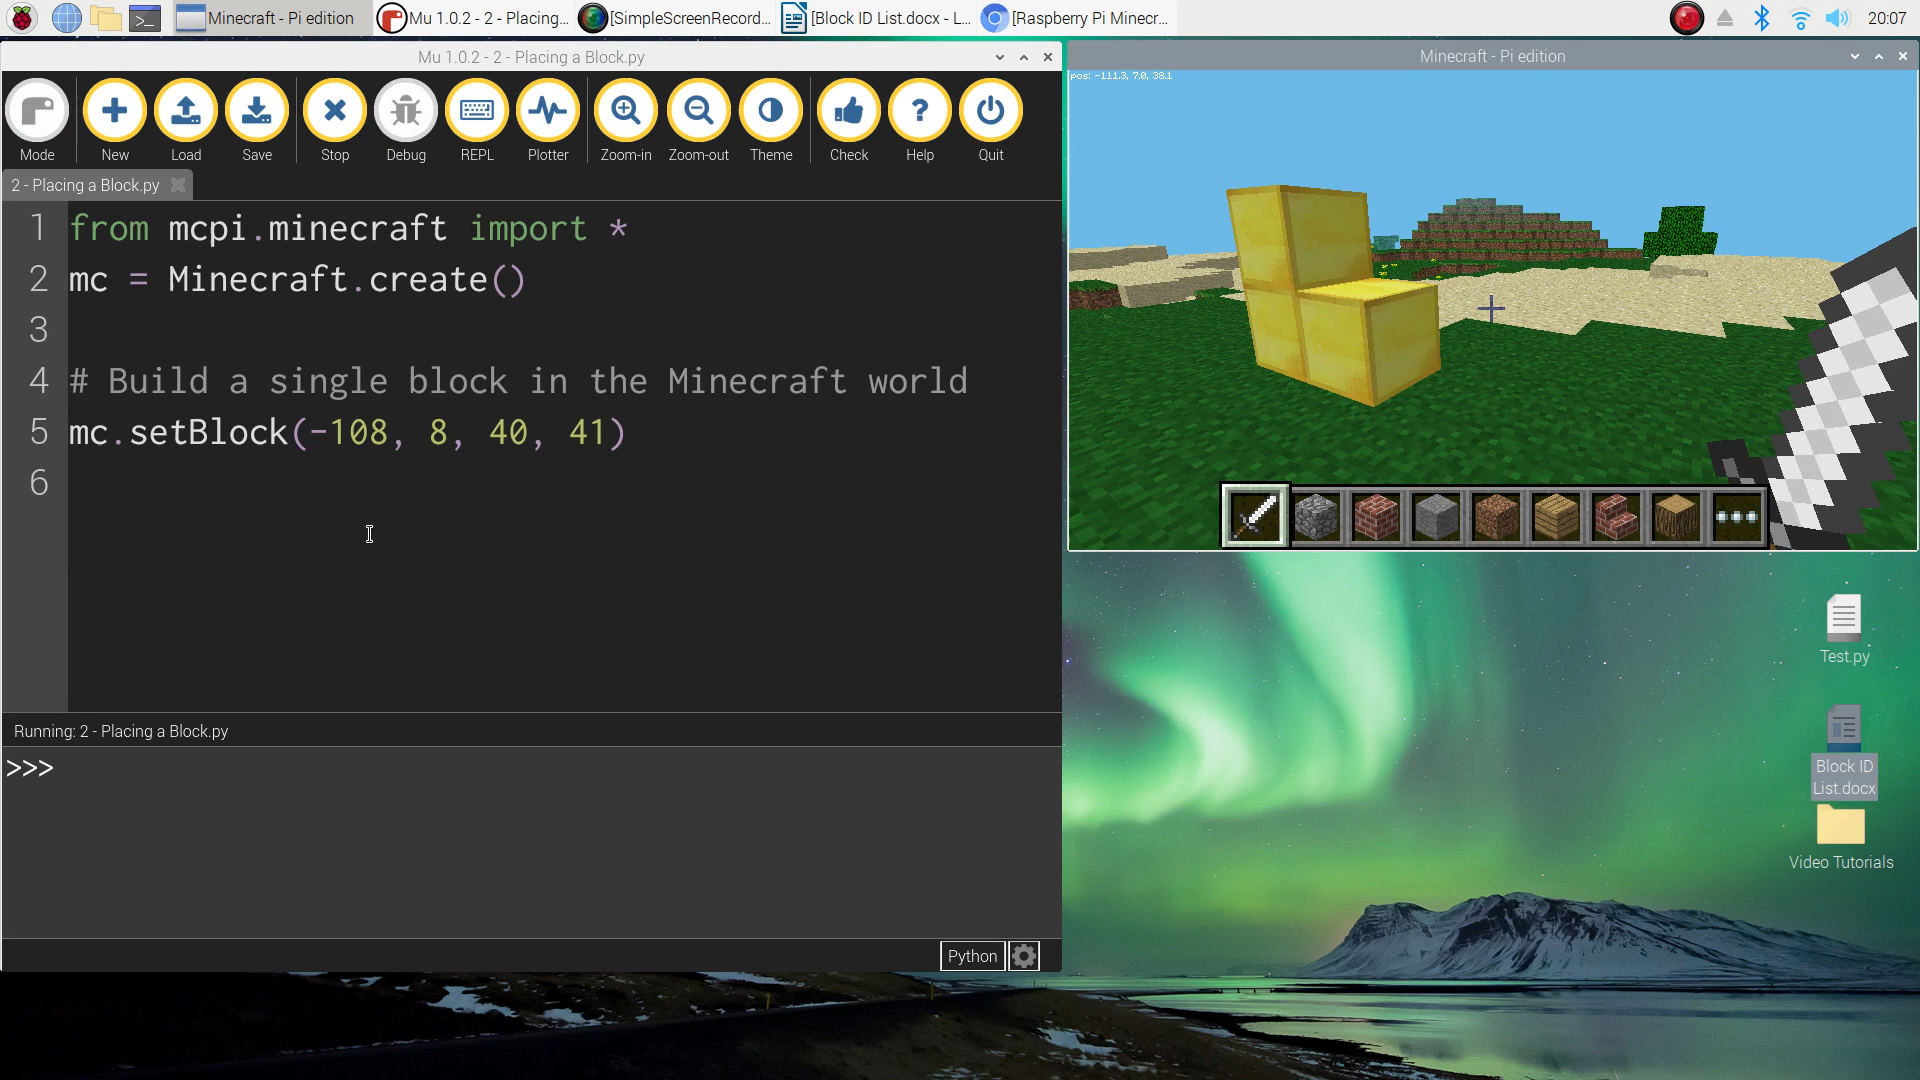 Minecraft - Pi edition
Mu 1.0.2 - 2 - Placing...
[SimpleScreenRecord...
[Block ID List.docx - L...
[Raspberry Pi Minecr...
20:07
Mu 1.0.2 - 2 - Placing a Block.py
Mode
New
Load
Save
Stop
Debug
REPL
Plotter
Zoom-in
Zoom-out
Theme
Check
Help
Quit
2 - Placing a Block.py
1 from mcpi.minecraft import *
2 mc = Minecraft.create()
3
4 # Build a single block in the Minecraft world
5 mc.setBlock(-108, 8, 40, 41)
6
Running: 2 - Placing a Block.py
>>>
Python
Minecraft - Pi edition
pos: -111.3, 7.0, 38.1
Test.py
Block ID
List.docx
Video Tutorials